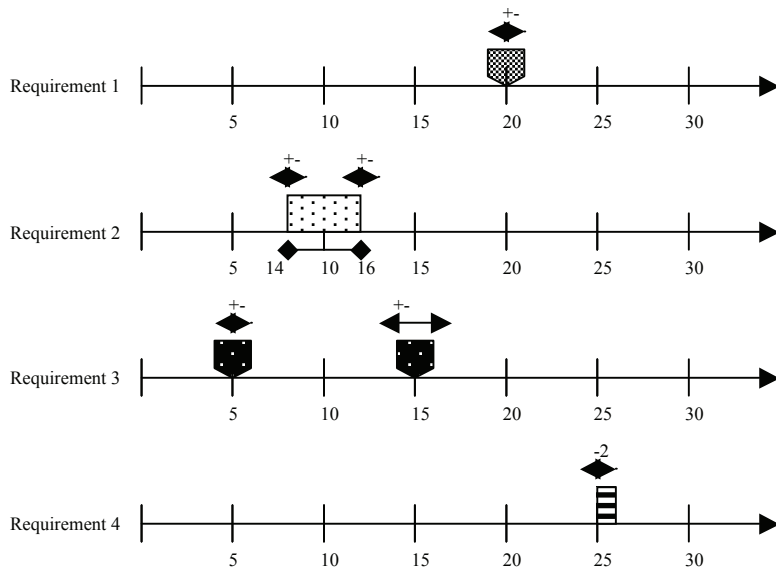 +-
Requirement 1
5 10 15 20 25 30
+- +-
Requirement 2
5 14 10 16 15 20 25 30
+- +-
Requirement 3
5 10 15 20 25 30
-2
Requirement 4
5 10 15 20 25 30